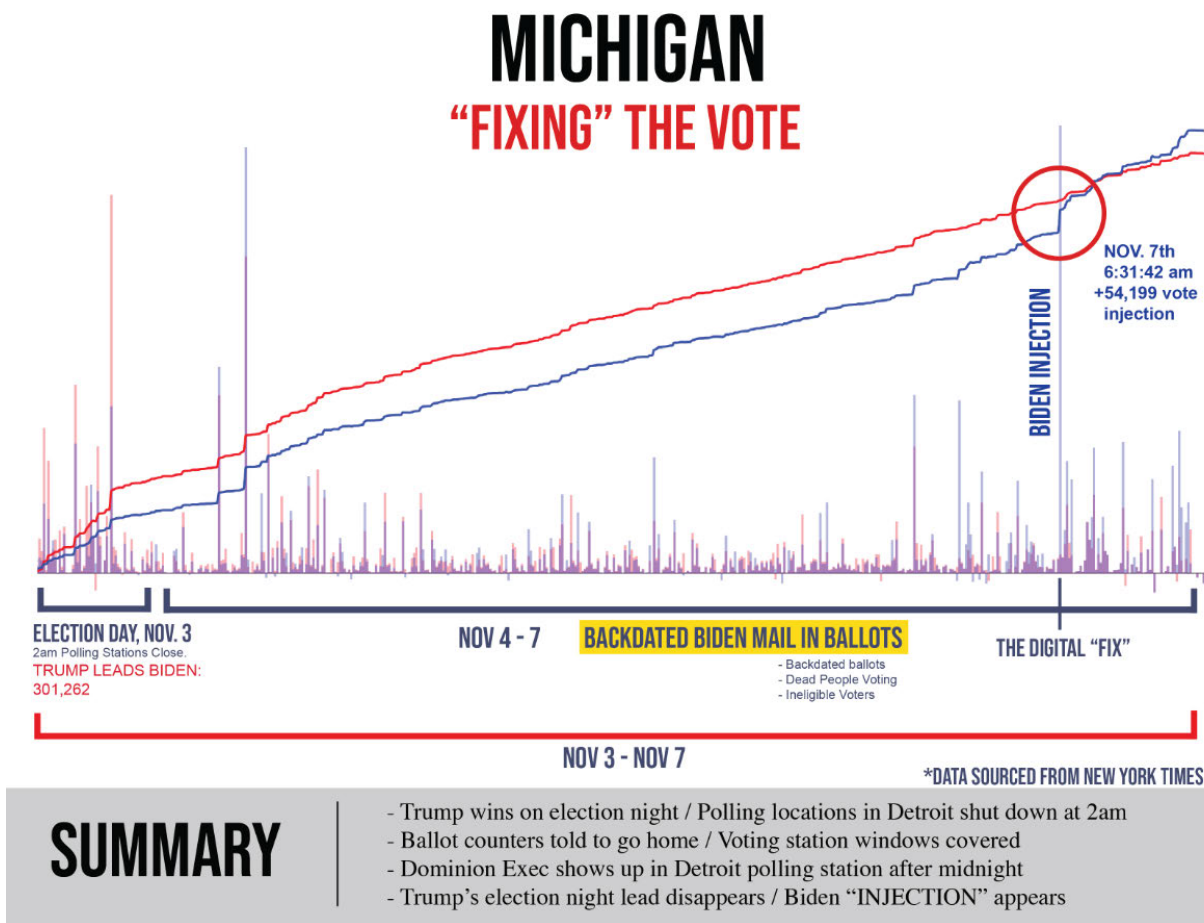 MICHIGAN
“FIXING” THE VOTE
NOV. 7th
6:31:42 am
+54,199 vote
injection
BIDEN INJECTION
ELECTION DAY, NOV. 3
2am Polling Stations Close.
TRUMP LEADS BIDEN:
301,262
NOV 4 - 7 BACKDATED BIDEN MAIL IN BALLOTS
- Backdated ballots
- Dead People Voting
- Ineligible Voters
THE DIGITAL “FIX”
NOV 3 - NOV 7
*DATA SOURCED FROM NEW YORK TIMES
SUMMARY
- Trump wins on election night / Polling locations in Detroit shut down at 2am
- Ballot counters told to go home / Voting station windows covered
- Dominion Exec shows up in Detroit polling station after midnight
- Trump’s election night lead disappears / Biden “INJECTION” appears